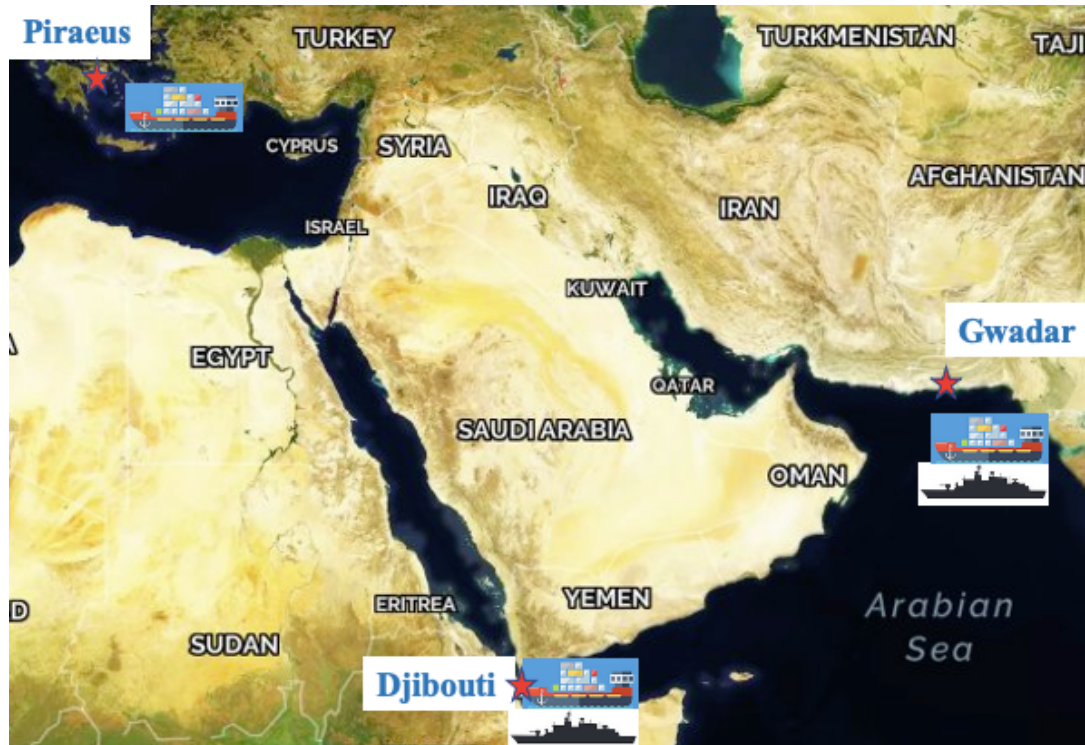 Piraeus
TURKEY
TURKMENISTAN
TAJI
CYPRUS
SYRIA
AFGHANISTAN
IRAQ
IRAN
ISRAEL
KUWAIT
Gwadar
EGYPT
QATAR
SAUDI ARABIA
OMAN
ERITREA
YEMEN
Arabian
Sea
D
SUDAN
Djibouti